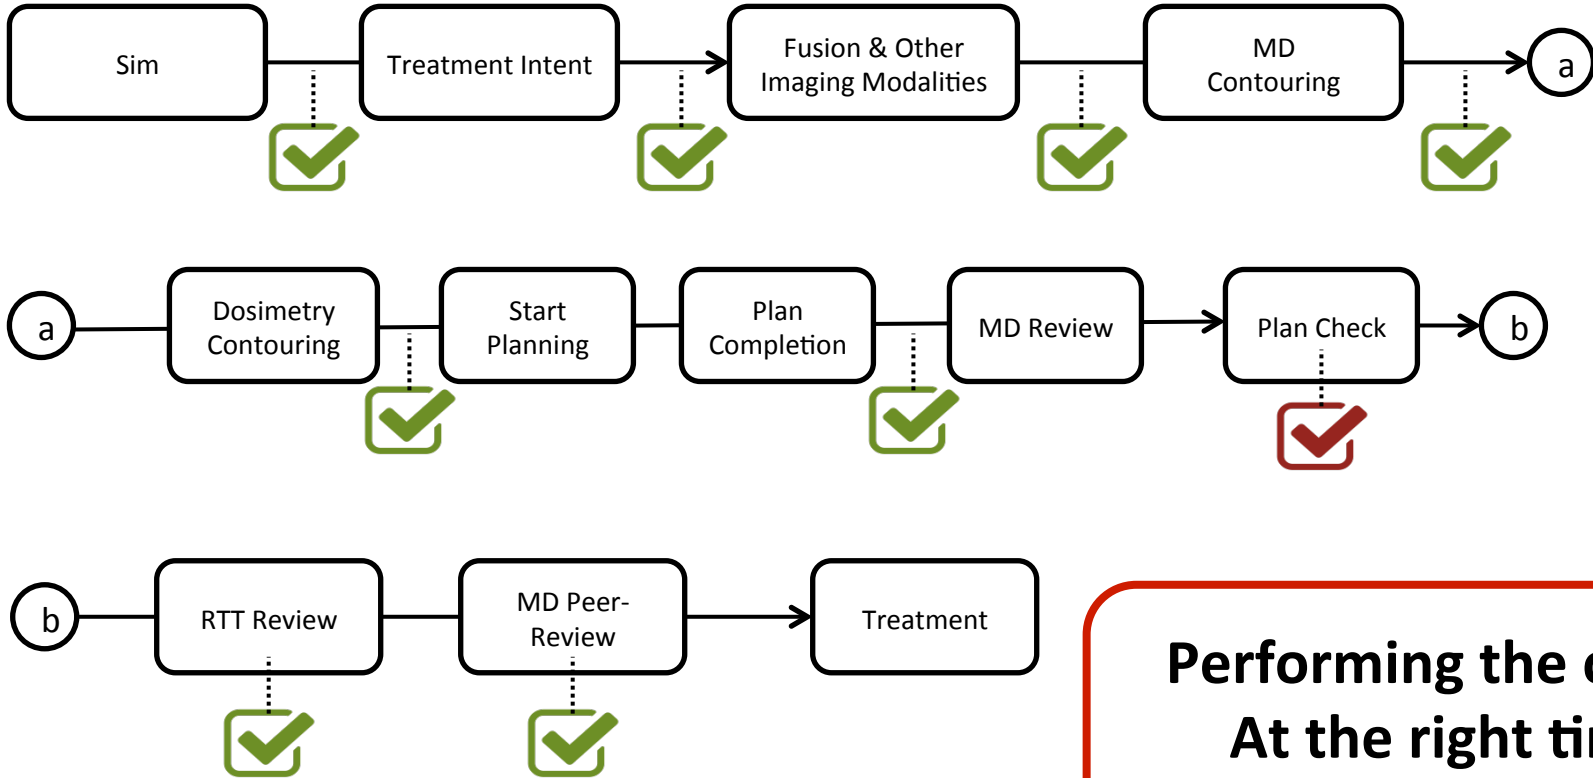 Sim
Treatment Intent
Fusion & Other
Imaging Modalities
MD
Contouring
a
a
Dosimetry
Contouring
Start
Planning
Plan
Completion
MD Review
Plan Check
b
b
RTT Review
MD Peer-
Review
Treatment
Performing the
At the right